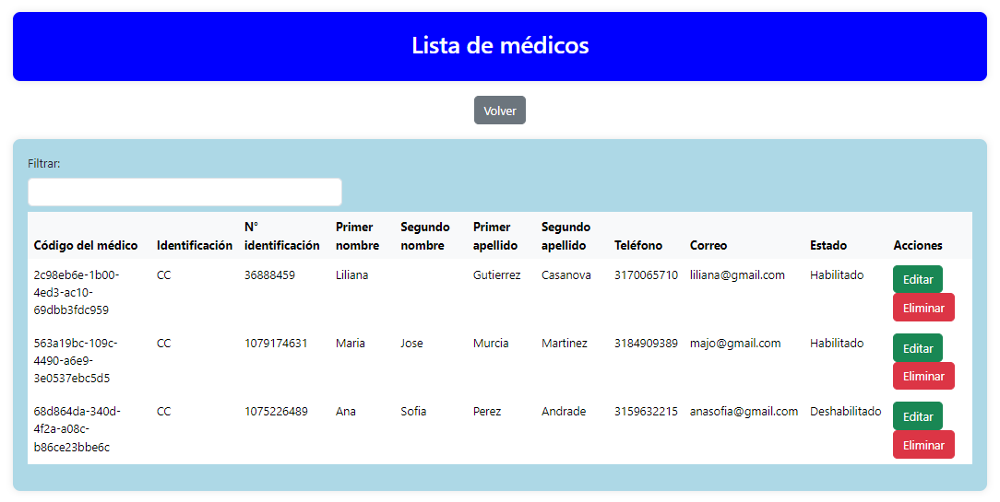 Lista de médicos
Volver
Filtrar:
Código del médico Identificación N° identificación Primer nombre Segundo nombre Primer apellido Segundo apellido Teléfono Correo Estado Acciones
2c98eb6e-1b00-4ed3-ac10-69dbb3fdc959 CC 36888459 Liliana Gutierrez Casanova 3170065710 liliana@gmail.com Habilitado Editar Eliminar
563a19bc-109c-4490-a6e9-3e0537ebc5d5 CC 1079174631 Maria Jose Murcia Martinez 3184909389 majo@gmail.com Habilitado Editar Eliminar
68d864da-340d-4f2a-a08c-b86ce23bbe6c CC 1075226489 Ana Sofia Perez Andrade 3159632215 anasofia@gmail.com Deshabilitado Editar Eliminar